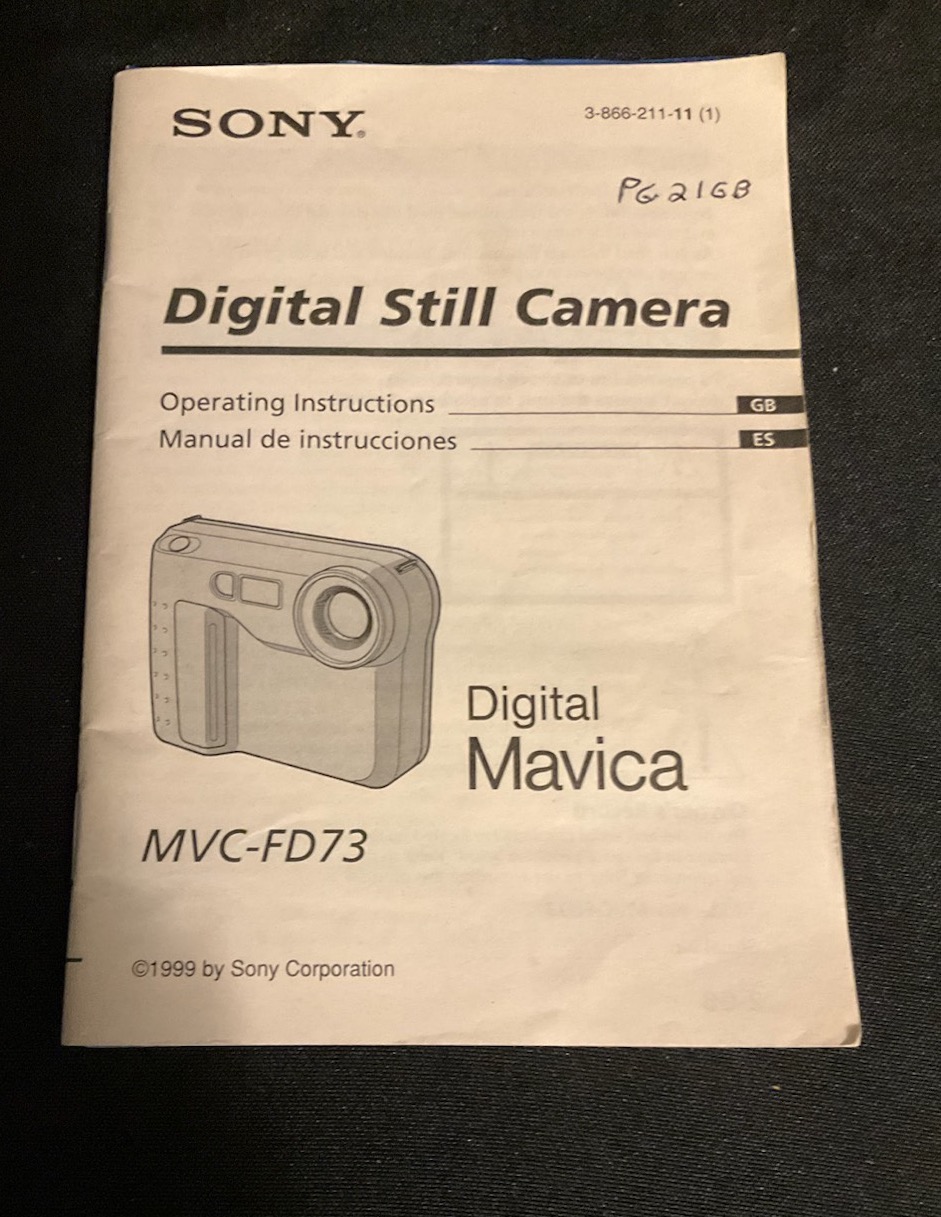 SONY®
3-866-211-11 (1)
PG 21GB
Digital Still Camera
Operating Instructions GB
Manual de instrucciones ES
Digital
Mavica
MVC-FD73
©1999 by Sony Corporation